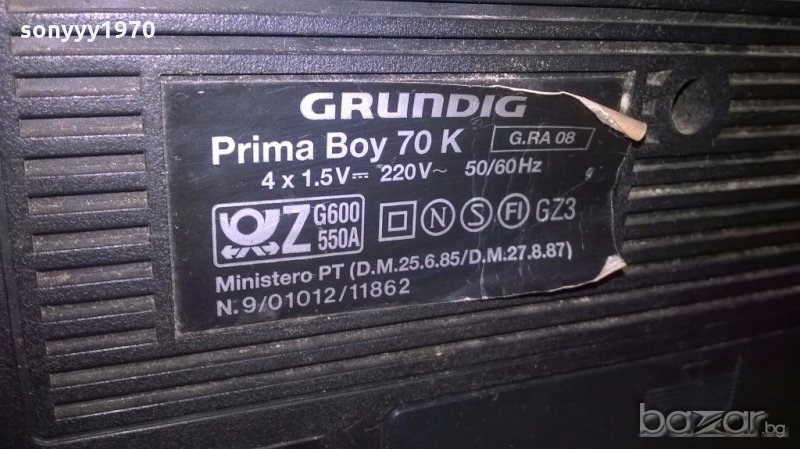 sonyyy1970
GRUNDIG
Prima Boy 70 K G.RA 08
4 x 1.5V⎓ 220V~ 50/60Hz
Z G600 550A N S FI GZ3
Ministero PT (D.M.25.6.85/D.M.27.8.87)
N. 9/01012/11862
bazar.bg